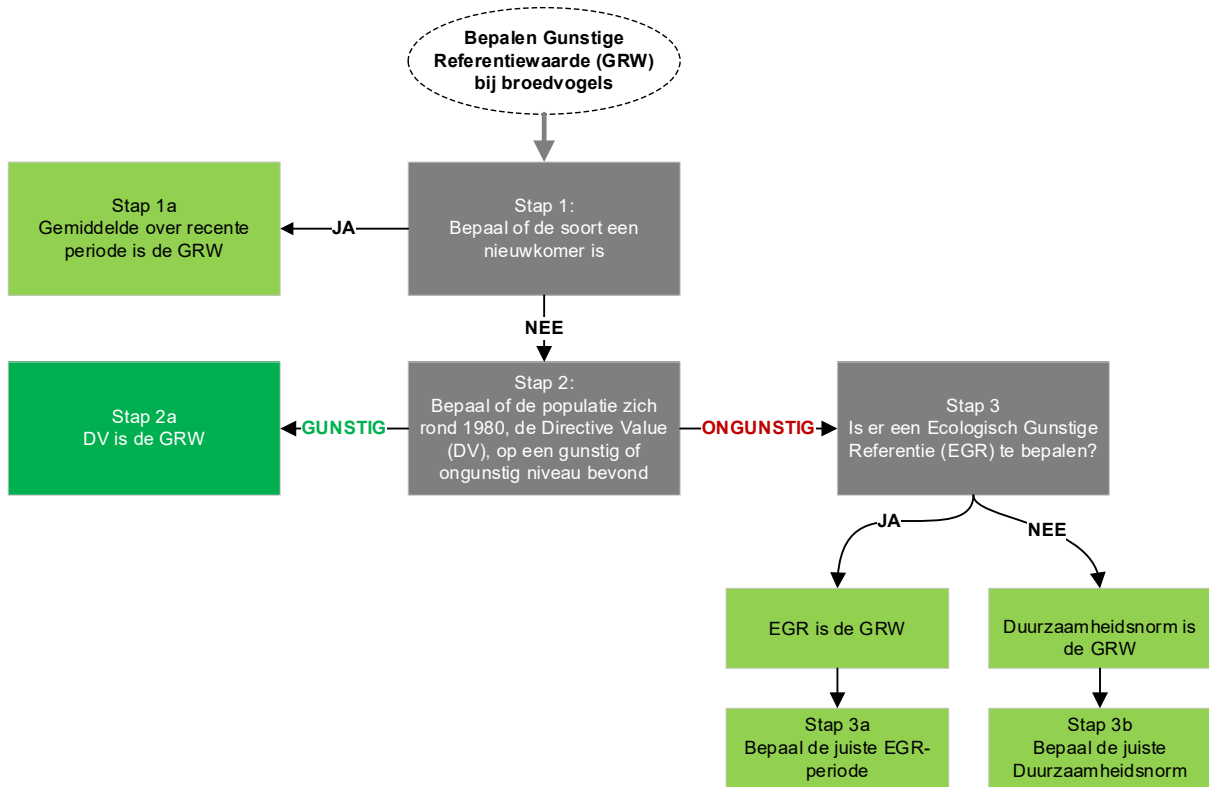 Bepalen Gunstige
Referentiewaarde (GRW)
bij broedvogels
Stap 1a
Gemiddelde over recente
periode is de GRW
JA
Stap 1:
Bepaal of de soort een
nieuwkomer is
NEE
Stap 2a
DV is de GRW
GUNSTIG
Stap 2:
Bepaal of de populatie zich
rond 1980, de Directive Value
(DV), op een gunstig of
ongunstig niveau bevond
ONGUNSTIG
Stap 3
Is er een Ecologisch Gunstige
Referentie (EGR) te bepalen?
JA
NEE
EGR is de GRW
Duurzaamheidsnorm is
de GRW
Stap 3a
Bepaal de juiste EGR-
periode
Stap 3b
Bepaal de juiste
Duurzaamheidsnorm